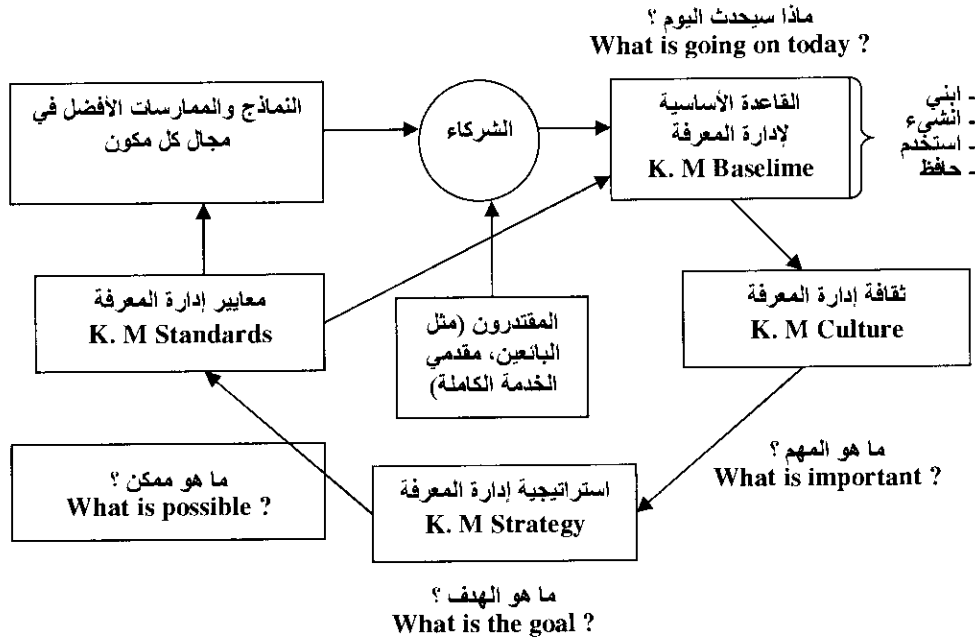 ماذا سيحدث اليوم ؟
What is going on today ?
النماذج والممارسات الأفضل في
مجال كل مكون
الشركاء
القاعدة الأساسية
لإدارة المعرفة
K. M Baselime
ـ ابني
ـ انشيء
ـ استخدم
ـ حافظ
معايير إدارة المعرفة
K. M Standards
المقتدرون (مثل
البائعين، مقدمي
الخدمة الكاملة)
ثقافة إدارة المعرفة
K. M Culture
ما هو ممكن ؟
What is possible ?
استراتيجية إدارة المعرفة
K. M Strategy
ما هو المهم ؟
What is important ?
ما هو الهدف ؟
What is the goal ?